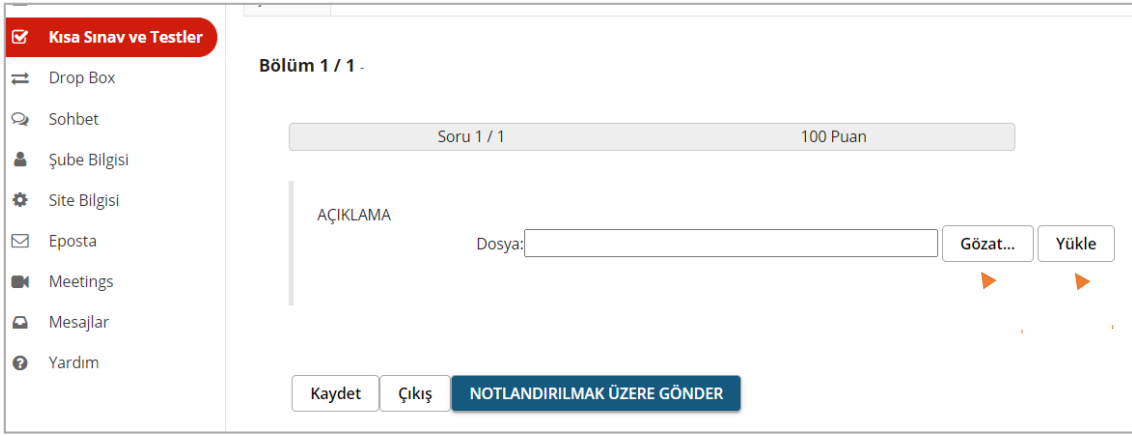 Kısa Sınav ve Testler
Drop Box
Sohbet
Şube Bilgisi
Site Bilgisi
Eposta
Meetings
Mesajlar
Yardım
Bölüm 1 / 1 -
Soru 1 / 1 100 Puan
AÇIKLAMA
Dosya: Gözat... Yükle
Kaydet Çıkış NOTLANDIRILMAK ÜZERE GÖNDER